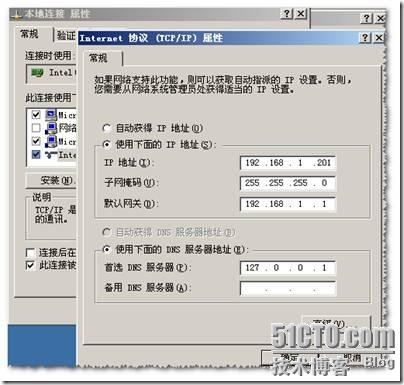 本地连接 属性
常规
验证
连接时使用:
Intel
此连接使用
Micr
网络
Micr
Inte
安装(N)
说明
TCP/IP 是
的通讯。
连接后在
此连接被
Internet 协议 (TCP/IP) 属性
常规
如果网络支持此功能，则可以获取自动指派的 IP 设置。否则，
您需要从网络系统管理员处获得适当的 IP 设置。
自动获得 IP 地址(O)
使用下面的 IP 地址(S):
IP 地址(I): 192 .168 . 1 .201
子网掩码(U): 255 .255 .255 . 0
默认网关(D): 192 .168 . 1 . 1
自动获得 DNS 服务器地址(B)
使用下面的 DNS 服务器地址(E):
首选 DNS 服务器(P): 127 . 0 . 0 . 1
备用 DNS 服务器(A): . . .
高级(V)...
确定
取消
51CTO.com
技术博客 Blog